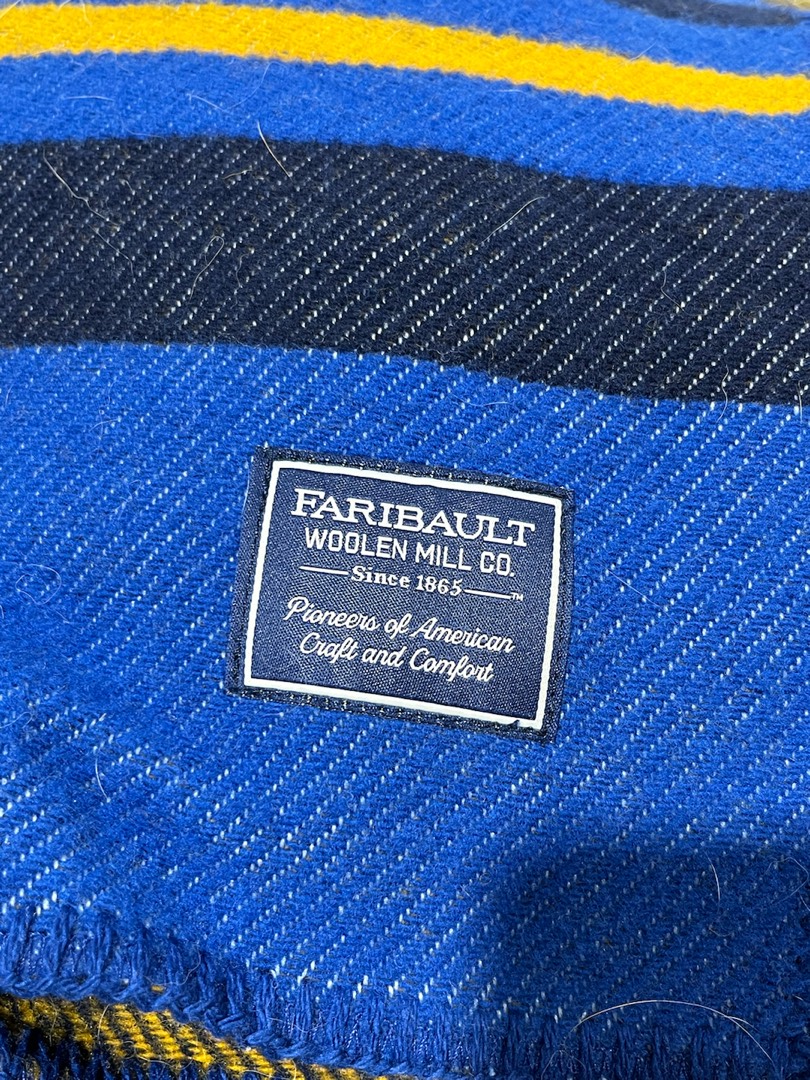 FARIBAULT
WOOLEN MILL CO.
Since 1865™
Pioneers of American
Craft and Comfort